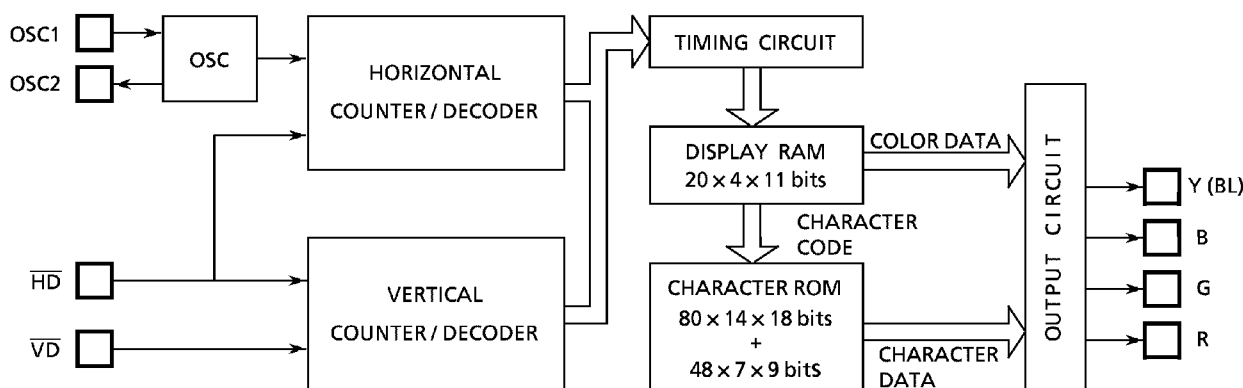 OSC1
OSC2
OSC
HORIZONTAL
COUNTER / DECODER
TIMING CIRCUIT
DISPLAY RAM
20 × 4 × 11 bits
COLOR DATA
CHARACTER
CODE
HD
VD
VERTICAL
COUNTER / DECODER
CHARACTER ROM
80 × 14 × 18 bits
+
48 × 7 × 9 bits
CHARACTER
DATA
OUTPUT CIRCUIT
Y (BL)
B
G
R